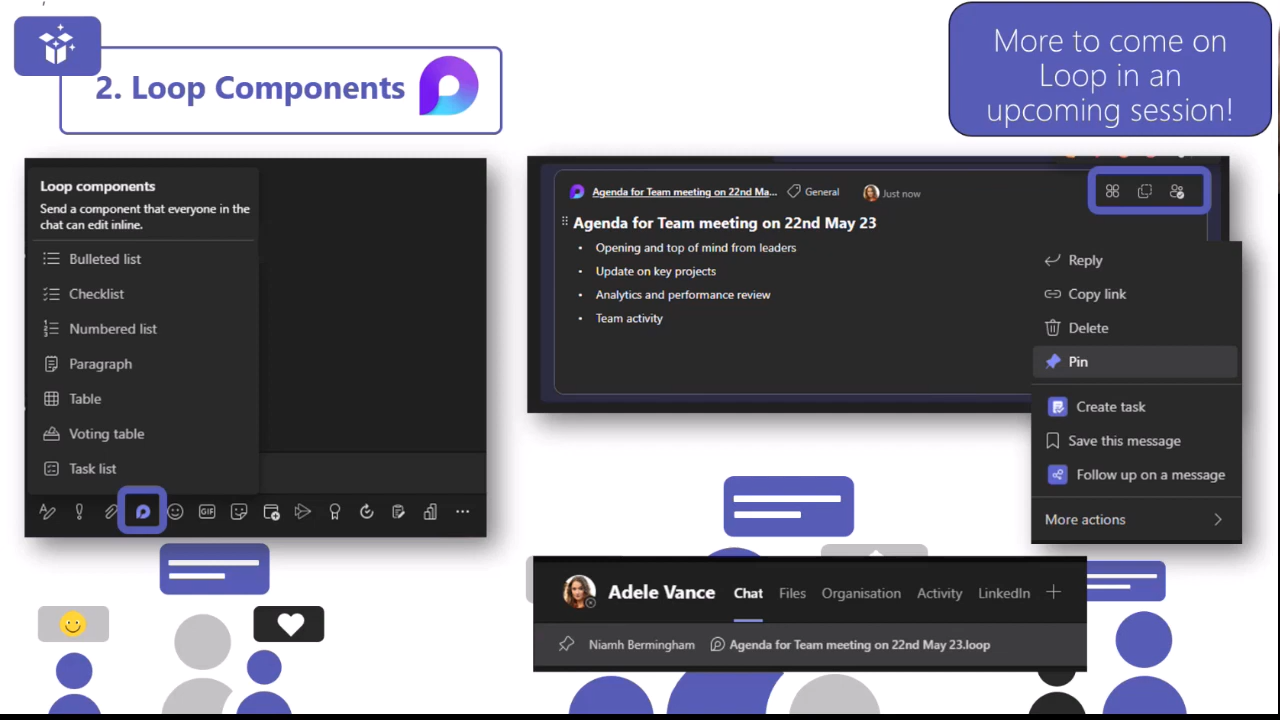 2. Loop Components
More to come on
Loop in an
upcoming session!
Loop components
Send a component that everyone in the
chat can edit inline.
Bulleted list
Checklist
Numbered list
Paragraph
Table
Voting table
Task list
GIF
Agenda for Team meeting on 22nd Ma... General Just now
Agenda for Team meeting on 22nd May 23
• Opening and top of mind from leaders
• Update on key projects
• Analytics and performance review
• Team activity
Reply
Copy link
Delete
Pin
Create task
Save this message
Follow up on a message
More actions
Adele Vance Chat Files Organisation Activity LinkedIn
Niamh Bermingham Agenda for Team meeting on 22nd May 23.loop